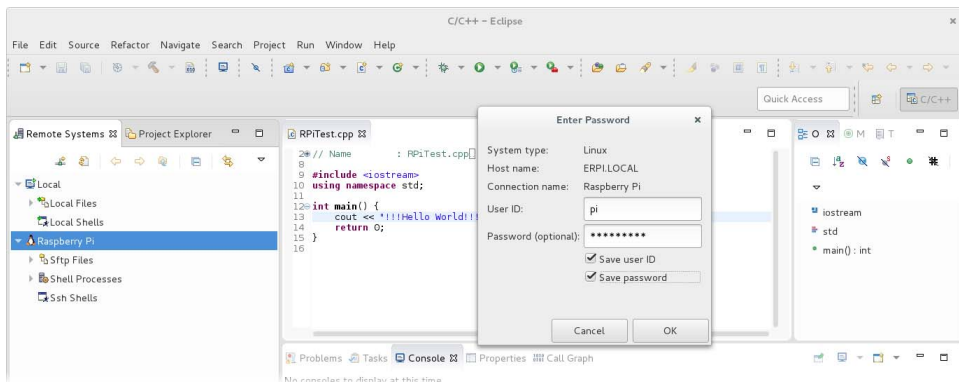 C/C++ – Eclipse
File Edit Source Refactor Navigate Search Project Run Window Help
Quick Access
C/C++
Remote Systems
Project Explorer
Local
Local Files
Local Shells
Raspberry Pi
Sftp Files
Shell Processes
Ssh Shells
RPiTest.cpp
2 // Name : RPiTest.cpp
8
9 #include <iostream>
10 using namespace std;
11
12 int main() {
13 cout << "!!!Hello World!!!
14 return 0;
15 }
16
Enter Password
System type: Linux
Host name: ERPI.LOCAL
Connection name: Raspberry Pi
User ID: pi
Password (optional): *********
Save user ID
Save password
Cancel OK
O M T
iostream
std
main() : int
Problems Tasks Console Properties Call Graph
No consoles to display at this time.